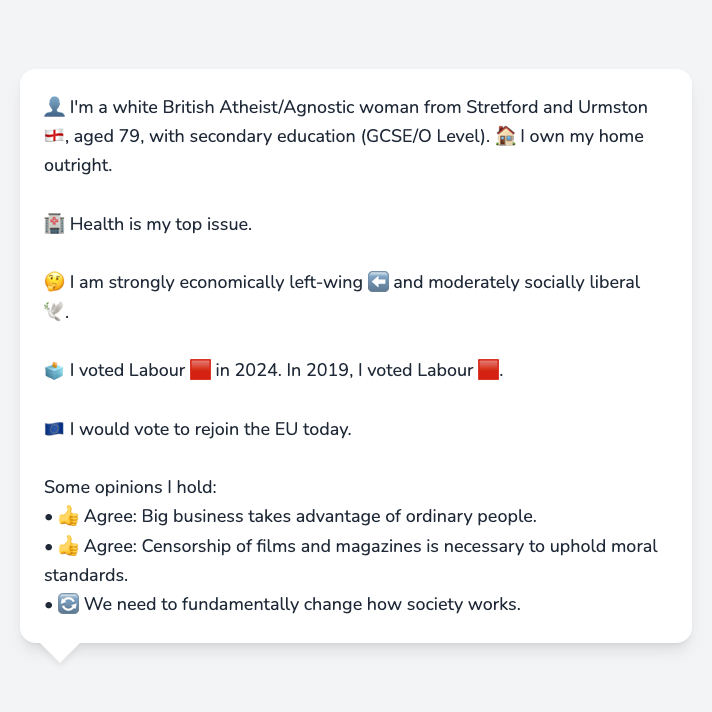 👤 I'm a white British Atheist/Agnostic woman from Stretford and Urmston
🏴󠁧󠁢󠁥󠁮󠁧󠁿, aged 79, with secondary education (GCSE/O Level). 🏠 I own my home
outright.
🏥 Health is my top issue.
🤔 I am strongly economically left-wing ⬅️ and moderately socially liberal
🕊️.
🗳️ I voted Labour 🟥 in 2024. In 2019, I voted Labour 🟥.
🇪🇺 I would vote to rejoin the EU today.
Some opinions I hold:
• 👍 Agree: Big business takes advantage of ordinary people.
• 👍 Agree: Censorship of films and magazines is necessary to uphold moral
standards.
• 🔄 We need to fundamentally change how society works.